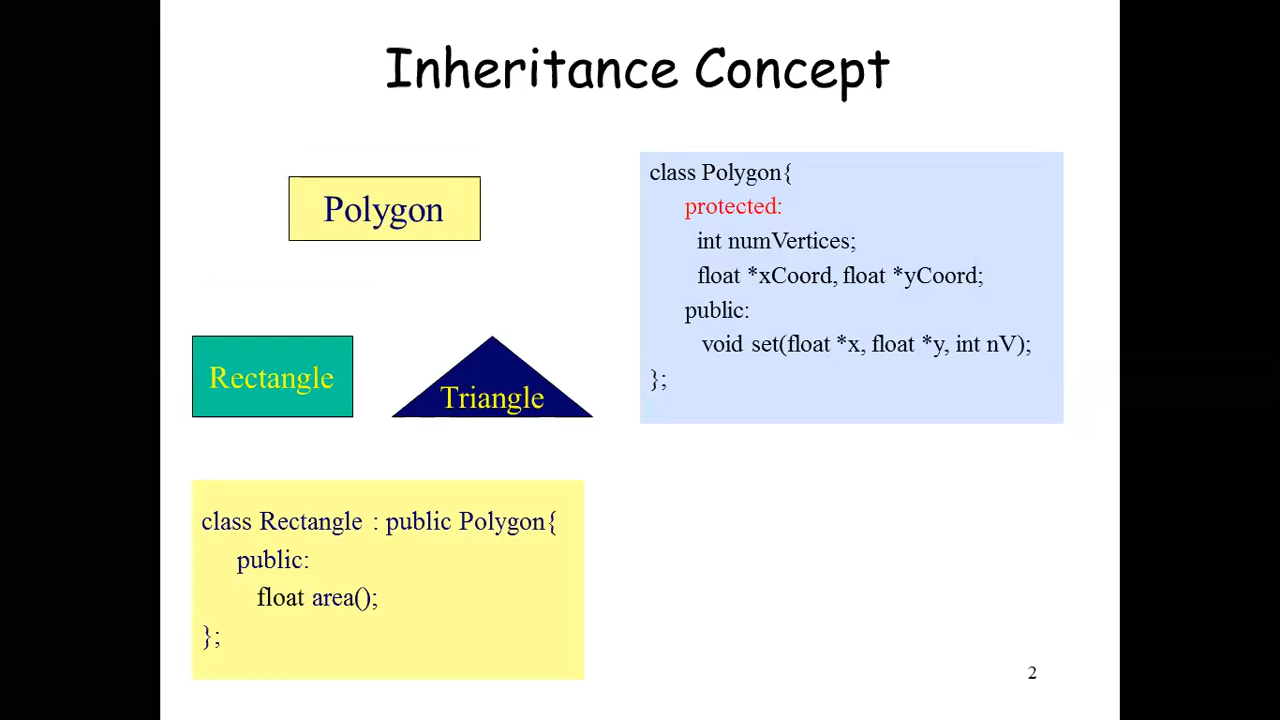 Inheritance Concept
Polygon
Rectangle
Triangle
class Polygon{
protected:
int numVertices;
float *xCoord, float *yCoord;
public:
void set(float *x, float *y, int nV);
};
class Rectangle : public Polygon{
public:
float area();
};
2